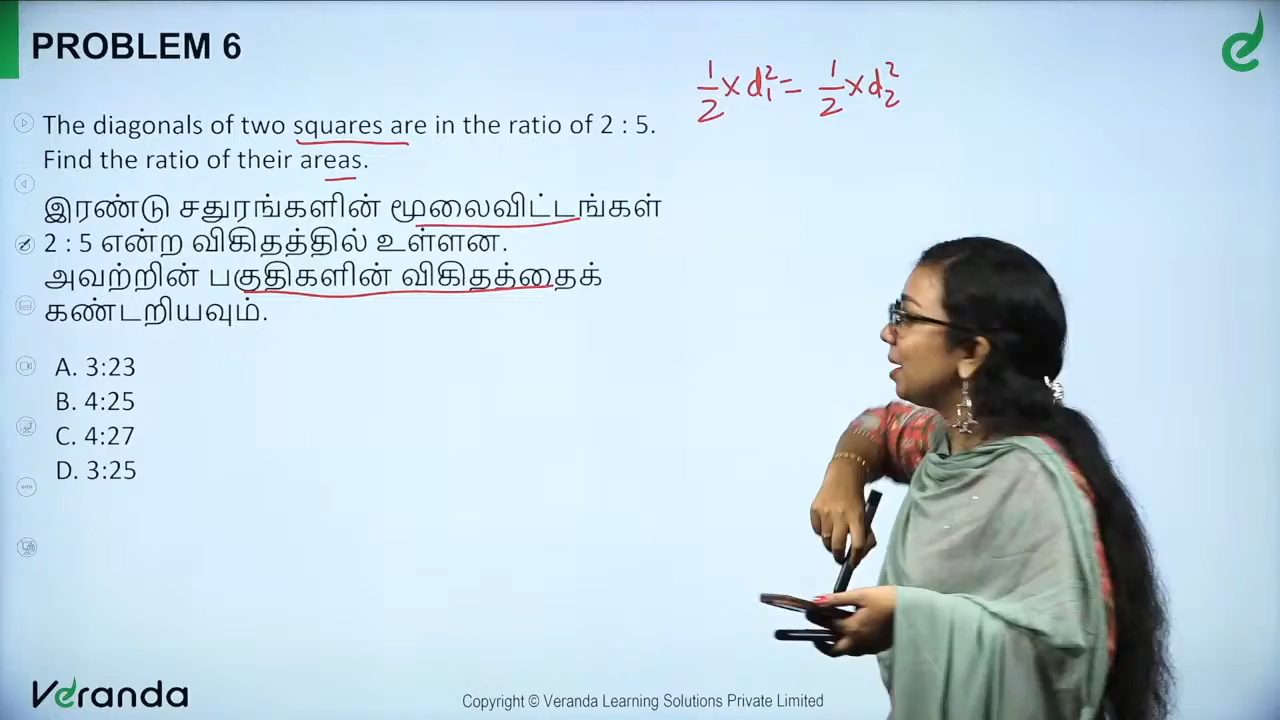 PROBLEM 6
½ x d₁² = ½ x d₂²
The diagonals of two squares are in the ratio of 2 : 5.
Find the ratio of their areas.
இரண்டு சதுரங்களின் மூலைவிட்டங்கள்
2 : 5 என்ற விகிதத்தில் உள்ளன.
அவற்றின் பகுதிகளின் விகிதத்தைக்
கண்டறியவும்.
A. 3:23
B. 4:25
C. 4:27
D. 3:25
Veranda
Copyright © Veranda Learning Solutions Private Limited